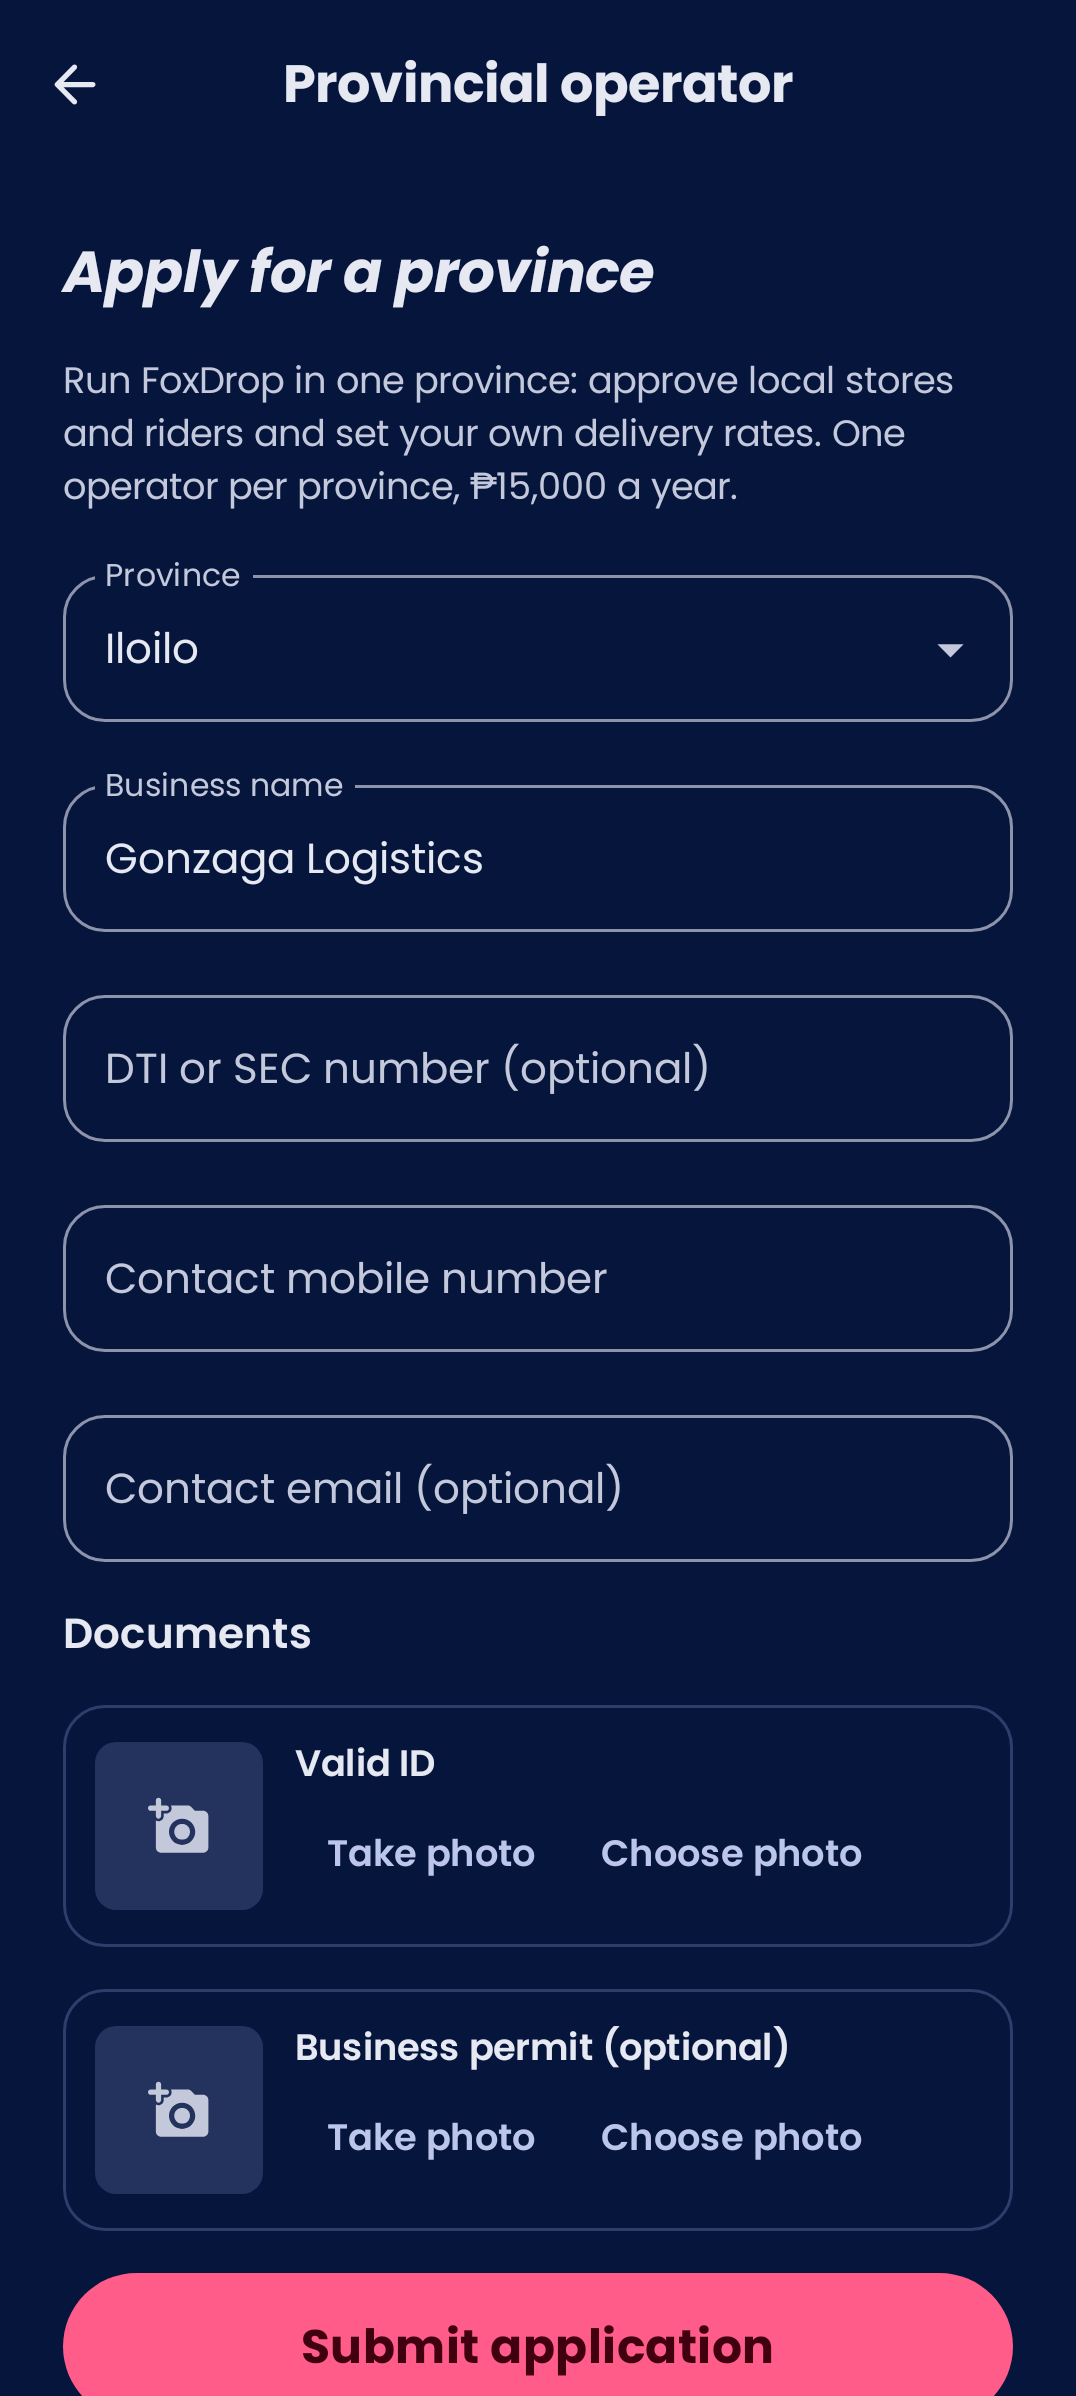 Provincial operator
Apply for a province
Run FoxDrop in one province: approve local stores
and riders and set your own delivery rates. One
operator per province, ₱15,000 a year.
Province
Iloilo
Business name
Gonzaga Logistics
DTI or SEC number (optional)
Contact mobile number
Contact email (optional)
Documents
Valid ID
Take photo Choose photo
Business permit (optional)
Take photo Choose photo
Submit application